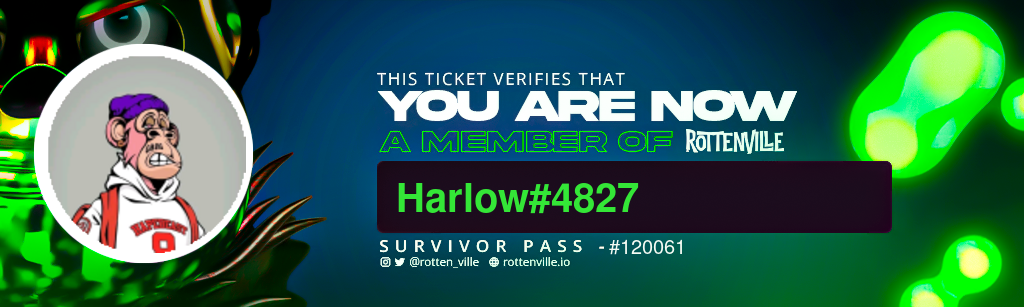 THIS TICKET VERIFIES THAT
YOU ARE NOW
A MEMBER OF ROTTENVILLE
Harlow#4827
SURVIVOR PASS - #120061
@rotten_ville rottenville.io